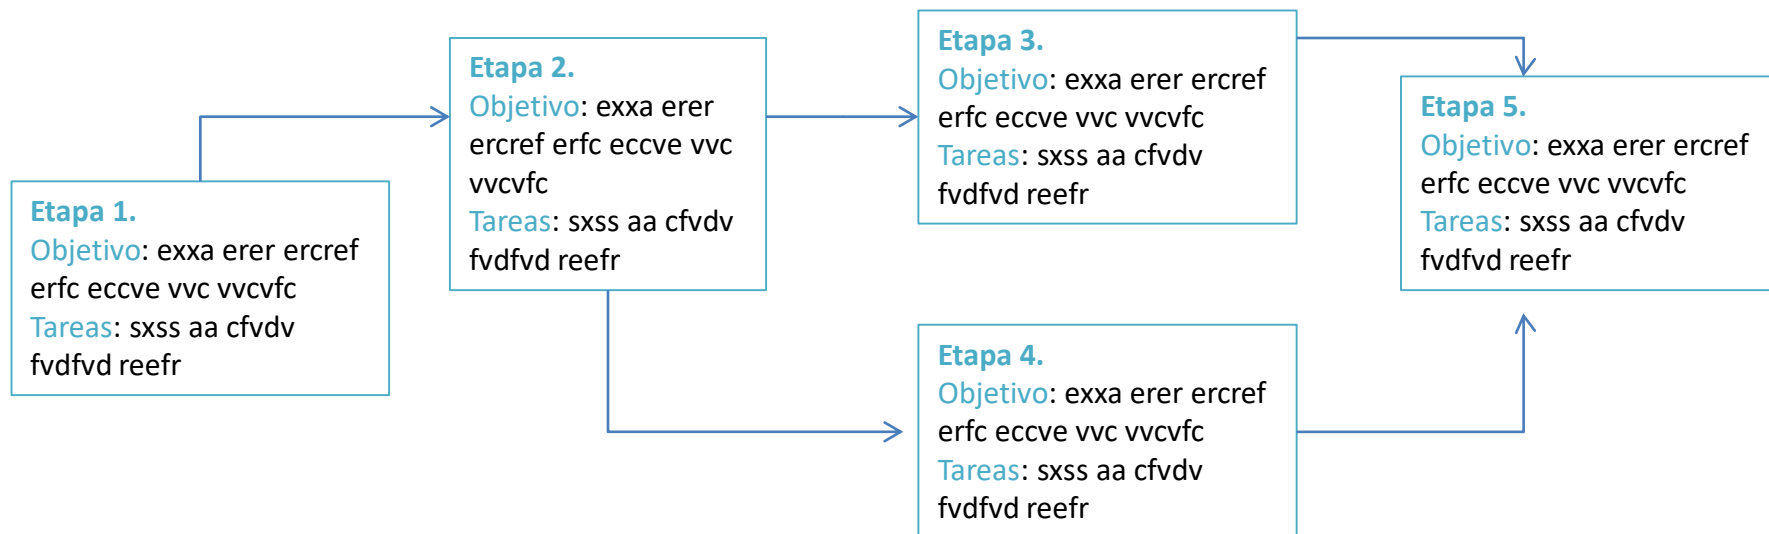 Etapa 1.
Objetivo: exxa erer ercref
erfc eccve vvc vvcvfc
Tareas: sxss aa cfvdv
fvdfvd reefr
Etapa 2.
Objetivo: exxa erer
ercref erfc eccve vvc
vvcvfc
Tareas: sxss aa cfvdv
fvdfvd reefr
Etapa 3.
Objetivo: exxa erer ercref
erfc eccve vvc vvcvfc
Tareas: sxss aa cfvdv
fvdfvd reefr
Etapa 4.
Objetivo: exxa erer ercref
erfc eccve vvc vvcvfc
Tareas: sxss aa cfvdv
fvdfvd reefr
Etapa 5.
Objetivo: exxa erer ercref
erfc eccve vvc vvcvfc
Tareas: sxss aa cfvdv
fvdfvd reefr